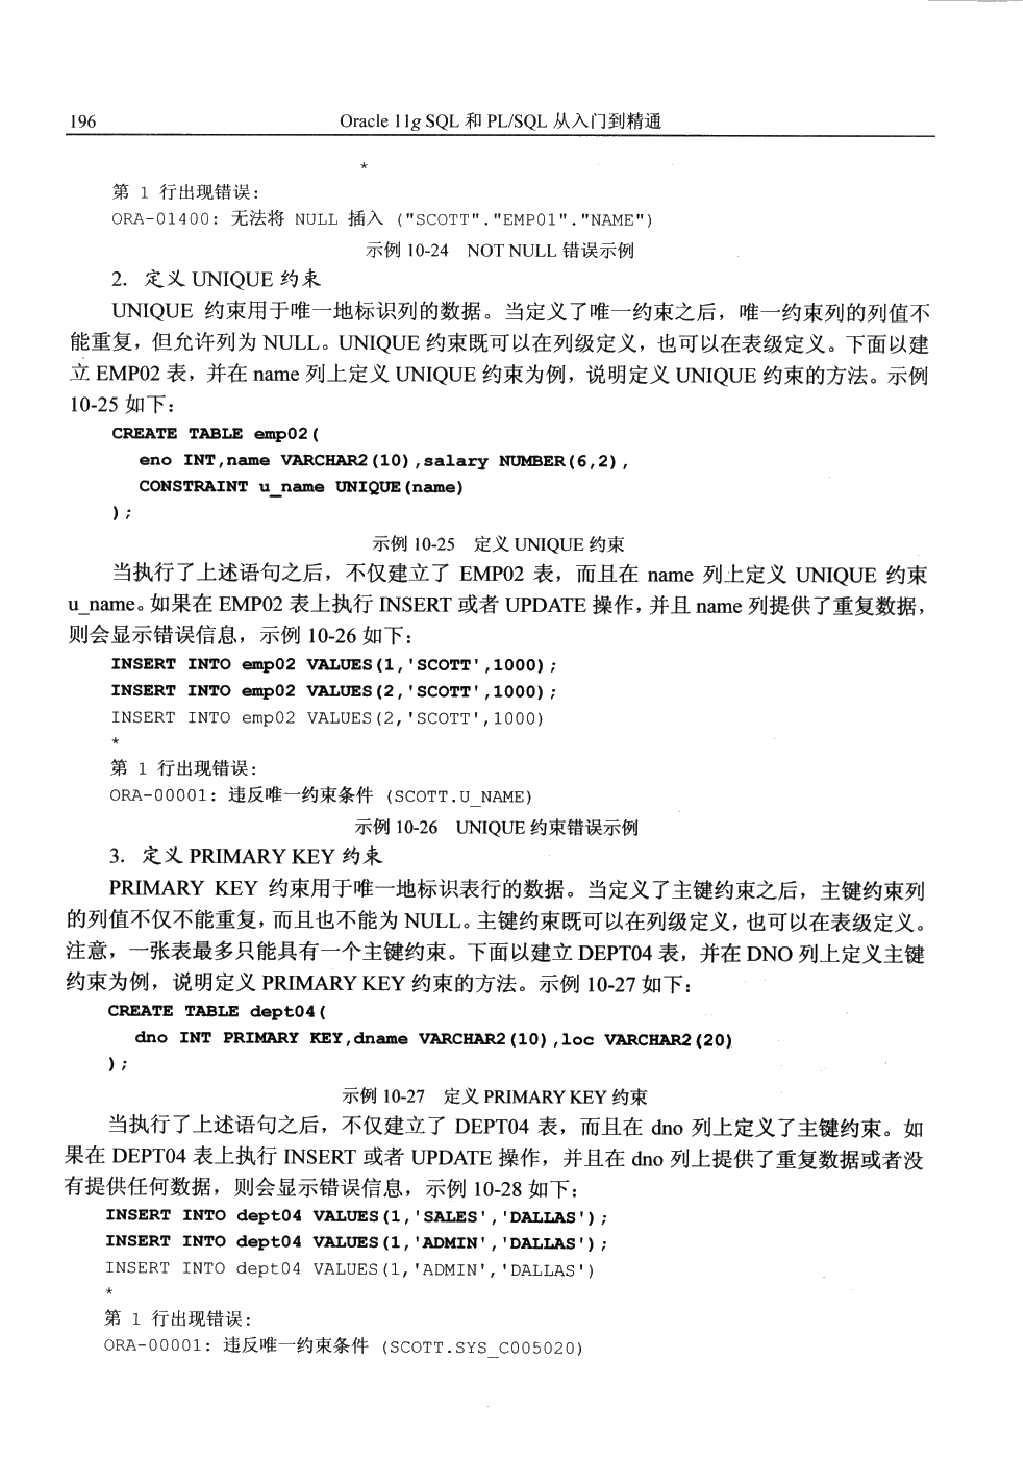 196 Oracle 11g SQL 和 PL/SQL 从入门到精通
*
第 1 行出现错误:
ORA-01400: 无法将 NULL 插入 ("SCOTT"."EMP01"."NAME")
示例 10-24 NOT NULL 错误示例
2. 定义 UNIQUE 约束
UNIQUE 约束用于唯一地标识列的数据。当定义了唯一约束之后，唯一约束列的列值不
能重复，但允许列为 NULL。UNIQUE 约束既可以在列级定义，也可以在表级定义。下面以建
立 EMP02 表，并在 name 列上定义 UNIQUE 约束为例，说明定义 UNIQUE 约束的方法。示例
10-25 如下：
CREATE TABLE emp02(
eno INT,name VARCHAR2(10),salary NUMBER(6,2),
CONSTRAINT u_name UNIQUE(name)
);
示例 10-25 定义 UNIQUE 约束
当执行了上述语句之后，不仅建立了 EMP02 表，而且在 name 列上定义 UNIQUE 约束
u_name。如果在 EMP02 表上执行 INSERT 或者 UPDATE 操作，并且 name 列提供了重复数据，
则会显示错误信息，示例 10-26 如下：
INSERT INTO emp02 VALUES(1,'SCOTT',1000);
INSERT INTO emp02 VALUES(2,'SCOTT',1000);
INSERT INTO emp02 VALUES(2,'SCOTT',1000)
*
第 1 行出现错误:
ORA-00001: 违反唯一约束条件 (SCOTT.U_NAME)
示例 10-26 UNIQUE 约束错误示例
3. 定义 PRIMARY KEY 约束
PRIMARY KEY 约束用于唯一地标识表行的数据。当定义了主键约束之后，主键约束列
的列值不仅不能重复，而且也不能为 NULL。主键约束既可以在列级定义，也可以在表级定义。
注意，一张表最多只能具有一个主键约束。下面以建立 DEPT04 表，并在 DNO 列上定义主键
约束为例，说明定义 PRIMARY KEY 约束的方法。示例 10-27 如下：
CREATE TABLE dept04(
dno INT PRIMARY KEY,dname VARCHAR2(10),loc VARCHAR2(20)
);
示例 10-27 定义 PRIMARY KEY 约束
当执行了上述语句之后，不仅建立了 DEPT04 表，而且在 dno 列上定义了主键约束。如
果在 DEPT04 表上执行 INSERT 或者 UPDATE 操作，并且在 dno 列上提供了重复数据或者没
有提供任何数据，则会显示错误信息，示例 10-28 如下：
INSERT INTO dept04 VALUES(1,'SALES','DALLAS');
INSERT INTO dept04 VALUES(1,'ADMIN','DALLAS');
INSERT INTO dept04 VALUES(1,'ADMIN','DALLAS')
*
第 1 行出现错误:
ORA-00001: 违反唯一约束条件 (SCOTT.SYS_C005020)